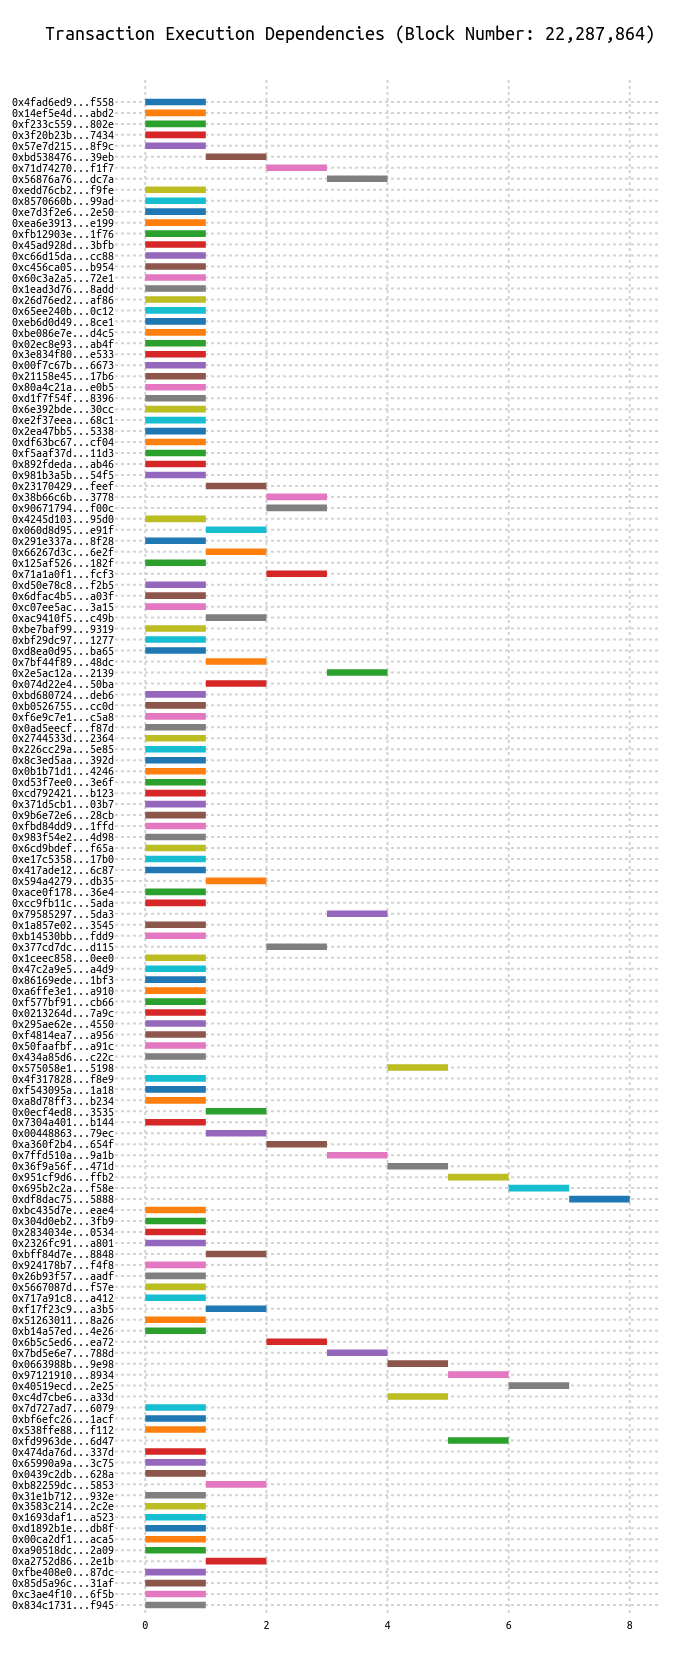 Transaction Execution Dependencies (Block Number: 22,287,864)
0x4fad6ed9...f558
0x14ef5e4d...abd2
0xf233c559...802e
0x3f20b23b...7434
0x57e7d215...8f9c
0xbd538476...39eb
0x71d74270...f1f7
0x56876a76...dc7a
0xedd76cb2...f9fe
0x8570660b...99ad
0xe7d3f2e6...2e50
0xea6e3913...e199
0xfb12903e...1f76
0x45ad928d...3bfb
0xc66d15da...cc88
0xc456ca05...b954
0x60c3a2a5...72e1
0x1ead3d76...8add
0x26d76ed2...af86
0x65ee240b...0c12
0xeb6d0d49...8ce1
0xbe086e7e...d4c5
0x02ec8e93...ab4f
0x3e834f80...e533
0x00f7c67b...6673
0x21158e45...17b6
0x80a4c21a...e0b5
0xd1f7f54f...8396
0x6e392bde...30cc
0xe2f37eea...68c1
0x2ea47bb5...5338
0xdf63bc67...cf04
0xf5aaf37d...11d3
0x892fdeda...ab46
0x981b3a5b...54f5
0x23170429...feef
0x38b66c6b...3778
0x90671794...f00c
0x4245d103...95d0
0x060d8d95...e91f
0x291e337a...8f28
0x66267d3c...6e2f
0x125af526...182f
0x71a1a0f1...fcf3
0xd50e78c8...f2b5
0x6dfac4b5...a03f
0xc07ee5ac...3a15
0xac9410f5...c49b
0xbe7baf99...9319
0xbf29dc97...1277
0xd8ea0d95...ba65
0x7bf44f89...48dc
0x2e5ac12a...2139
0x074d22e4...50ba
0xbd680724...deb6
0xb0526755...cc0d
0xf6e9c7e1...c5a8
0x0ad5eecf...f87d
0x2744533d...2364
0x226cc29a...5e85
0x8c3ed5aa...392d
0x0b1b71d1...4246
0xd53f7ee0...3e6f
0xcd792421...b123
0x371d5cb1...03b7
0x9b6e72e6...28cb
0xfbd84dd9...1ffd
0x983f54e2...4d98
0x6cd9bdef...f65a
0xe17c5358...17b0
0x417ade12...6c87
0x594a4279...db35
0xace0f178...36e4
0xcc9fb11c...5ada
0x79585297...5da3
0x1a857e02...3545
0xb14530bb...fdd9
0x377cd7dc...d115
0x1ceec858...0ee0
0x47c2a9e5...a4d9
0x86169ede...1bf3
0xa6ffe3e1...a910
0xf577bf91...cb66
0x0213264d...7a9c
0x295ae62e...4550
0xf4814ea7...a956
0x50faafbf...a91c
0x434a85d6...c22c
0x575058e1...5198
0x4f317828...f8e9
0xf543095a...1a18
0xa8d78ff3...b234
0x0ecf4ed8...3535
0x7304a401...b144
0x00448863...79ec
0xa360f2b4...654f
0x7ffd510a...9a1b
0x36f9a56f...471d
0x951cf9d6...ffb2
0x695b2c2a...f58e
0xdf8dac75...5888
0xbc435d7e...eae4
0x304d0eb2...3fb9
0x2834034e...0534
0x2326fc91...a801
0xbff84d7e...8848
0x924178b7...f4f8
0x26b93f57...aadf
0x5667087d...f57e
0x717a91c8...a412
0xf17f23c9...a3b5
0x51263011...8a26
0xb14a57ed...4e26
0x6b5c5ed6...ea72
0x7bd5e6e7...788d
0x0663988b...9e98
0x97121910...8934
0x40519ecd...2e25
0xc4d7cbe6...a33d
0x7d727ad7...6079
0xbf6efc26...1acf
0x538ffe88...f112
0xfd9963de...6d47
0x474da76d...337d
0x65990a9a...3c75
0x0439c2db...628a
0xb82259dc...5853
0x31e1b712...932e
0x3583c214...2c2e
0x1693daf1...a523
0xd1892b1e...db8f
0x00ca2df1...aca5
0xa90518dc...2a09
0xa2752d86...2e1b
0xfbe408e0...87dc
0x85d5a96c...31af
0xc3ae4f10...6f5b
0x834c1731...f945
0 2 4 6 8